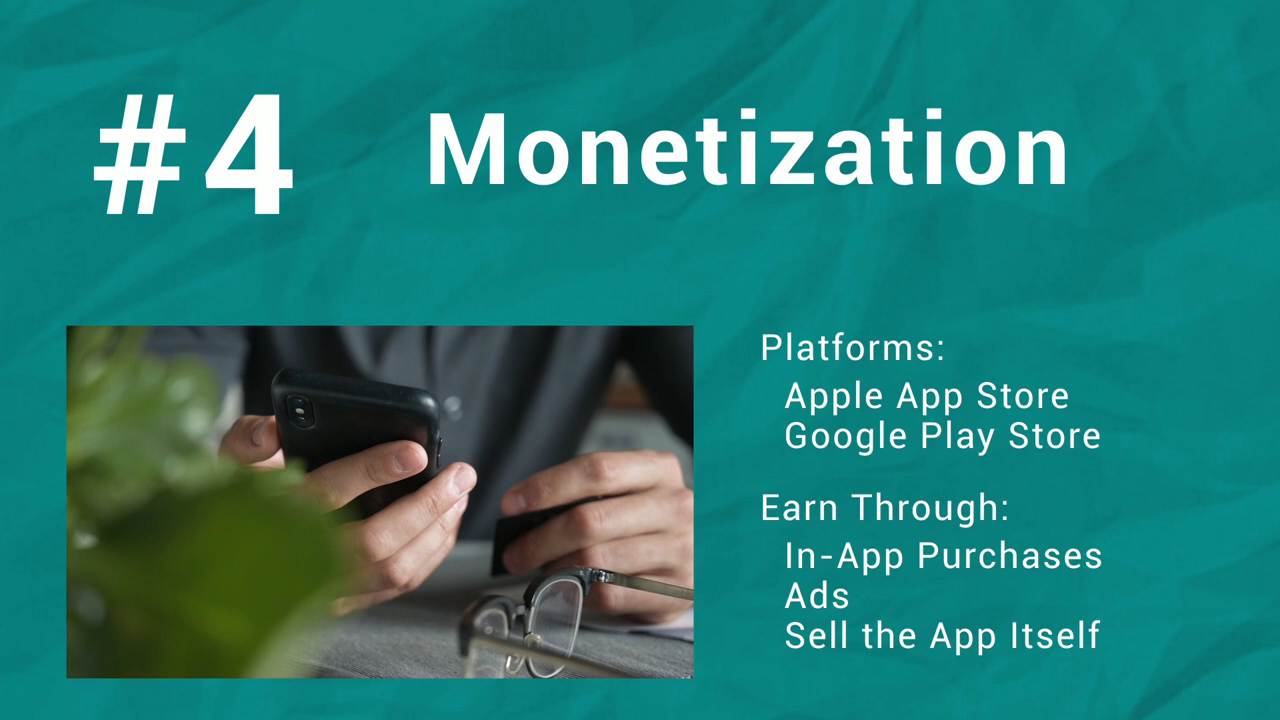 #4 Monetization
Platforms:
Apple App Store
Google Play Store
Earn Through:
In-App Purchases
Ads
Sell the App Itself